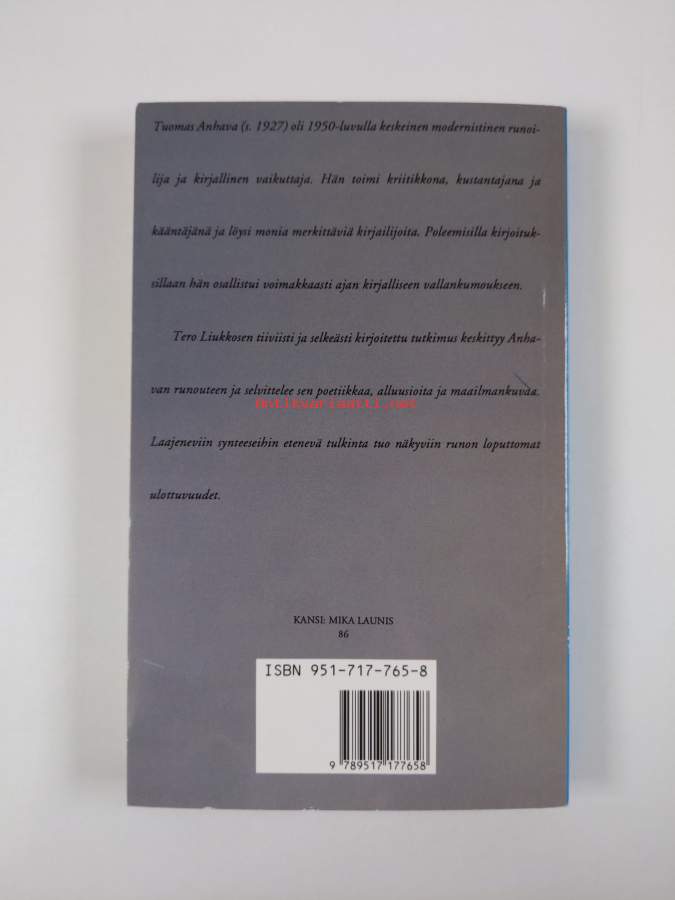 Tuomas Anhava (s. 1927) oli 1950-luvulla keskeinen modernistinen runoi-
lija ja kirjallinen vaikuttaja. Hän toimi kriitikkona, kustantajana ja
kääntäjänä ja löysi monia merkittäviä kirjailijoita. Poleemisilla kirjoituk-
sillaan hän osallistui voimakkaasti ajan kirjalliseen vallankumoukseen.
Tero Liukkosen tiiviisti ja selkeästi kirjoitettu tutkimus keskittyy Anha-
van runouteen ja selvittelee sen poetiikkaa, alluusioita ja maailmankuvaa.
antikvariaatti.net
Laajeneviin synteeseihin etenevä tulkinta tuo näkyviin runon loputtomat
ulottuvuudet.
KANSI: MIKA LAUNIS
86
ISBN 951-717-765-8
9 789517 177658